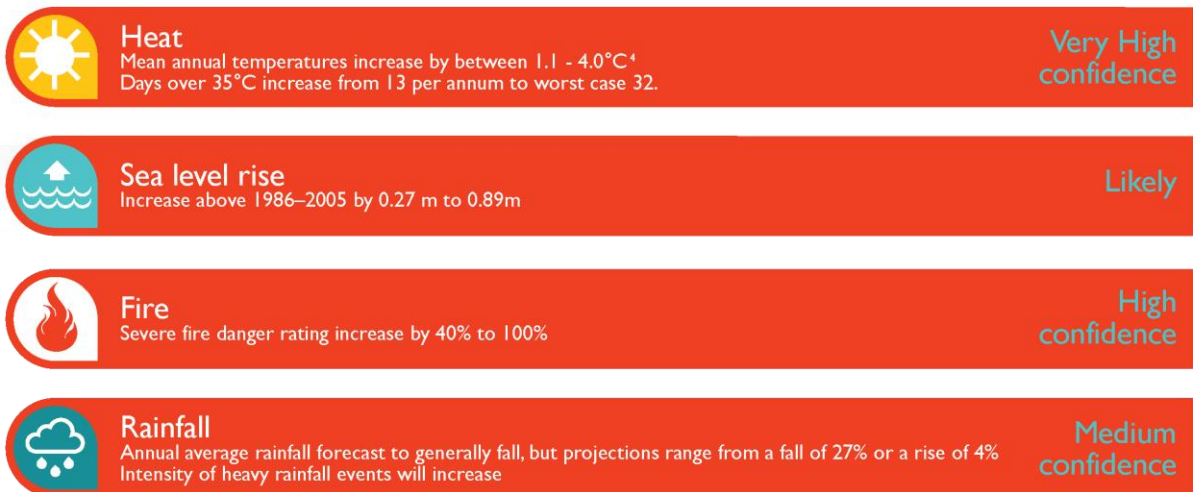 Heat
Mean annual temperatures increase by between 1.1 - 4.0°C⁴
Days over 35°C increase from 13 per annum to worst case 32.
Very High
confidence
Sea level rise
Increase above 1986–2005 by 0.27 m to 0.89m
Likely
Fire
Severe fire danger rating increase by 40% to 100%
High
confidence
Rainfall
Annual average rainfall forecast to generally fall, but projections range from a fall of 27% or a rise of 4%
Intensity of heavy rainfall events will increase
Medium
confidence